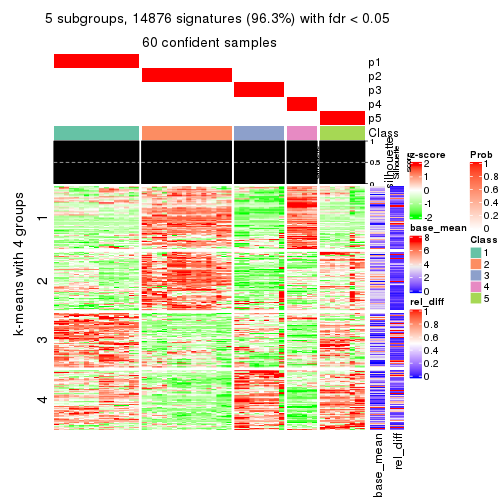 5 subgroups, 14876 signatures (96.3%) with fdr < 0.05
60 confident samples
p1
p2
p3
p4
p5
Class
1
0.5
0
silhouette
Silhouette
score
k-means with 4 groups
1
2
3
4
base_mean
rel_diff
z-score
2
1
0
-1
-2
base_mean
8
6
4
2
0
rel_diff
1
0.8
0.6
0.4
0.2
0
Prob
1
0.8
0.6
0.4
0.2
0
Class
1
2
3
4
5